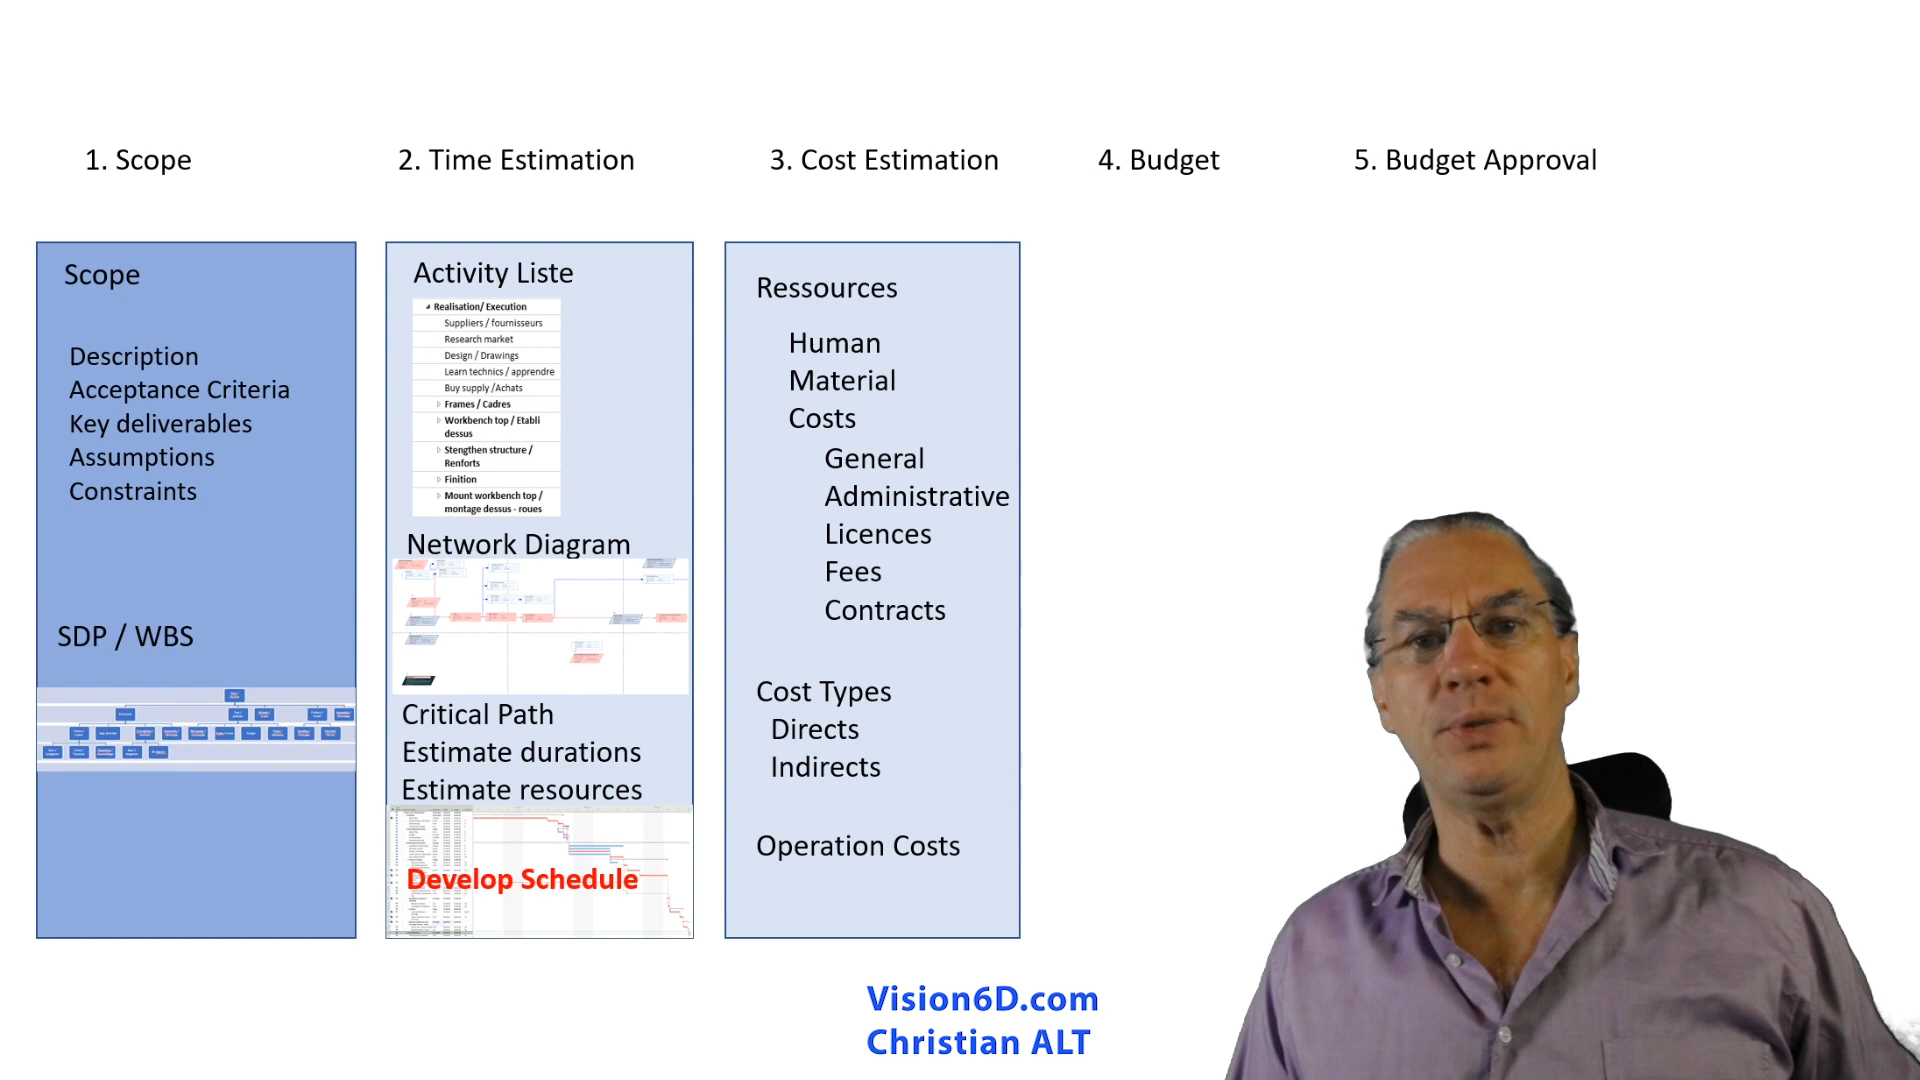 1. Scope
2. Time Estimation
3. Cost Estimation
4. Budget
5. Budget Approval
Scope
Description
Acceptance Criteria
Key deliverables
Assumptions
Constraints
SDP / WBS
Activity Liste
Realisation/ Execution
Suppliers / fournisseurs
Research market
Design / Drawings
Learn technics / apprendre
Buy supply /Achats
Frames / Cadres
Workbench top / Etabli
dessus
Stengthen structure /
Renforts
Finition
Mount workbench top /
montage dessus - roues
Network Diagram
Critical Path
Estimate durations
Estimate resources
Develop Schedule
Ressources
Human
Material
Costs
General
Administrative
Licences
Fees
Contracts
Cost Types
Directs
Indirects
Operation Costs
Vision6D.com
Christian ALT